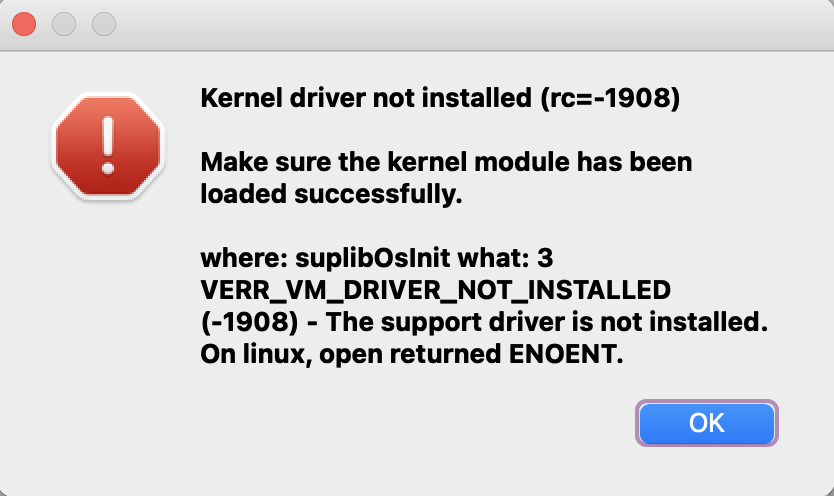 Kernel driver not installed (rc=-1908)
Make sure the kernel module has been
loaded successfully.
where: suplibOsInit what: 3
VERR_VM_DRIVER_NOT_INSTALLED
(-1908) - The support driver is not installed.
On linux, open returned ENOENT.
OK